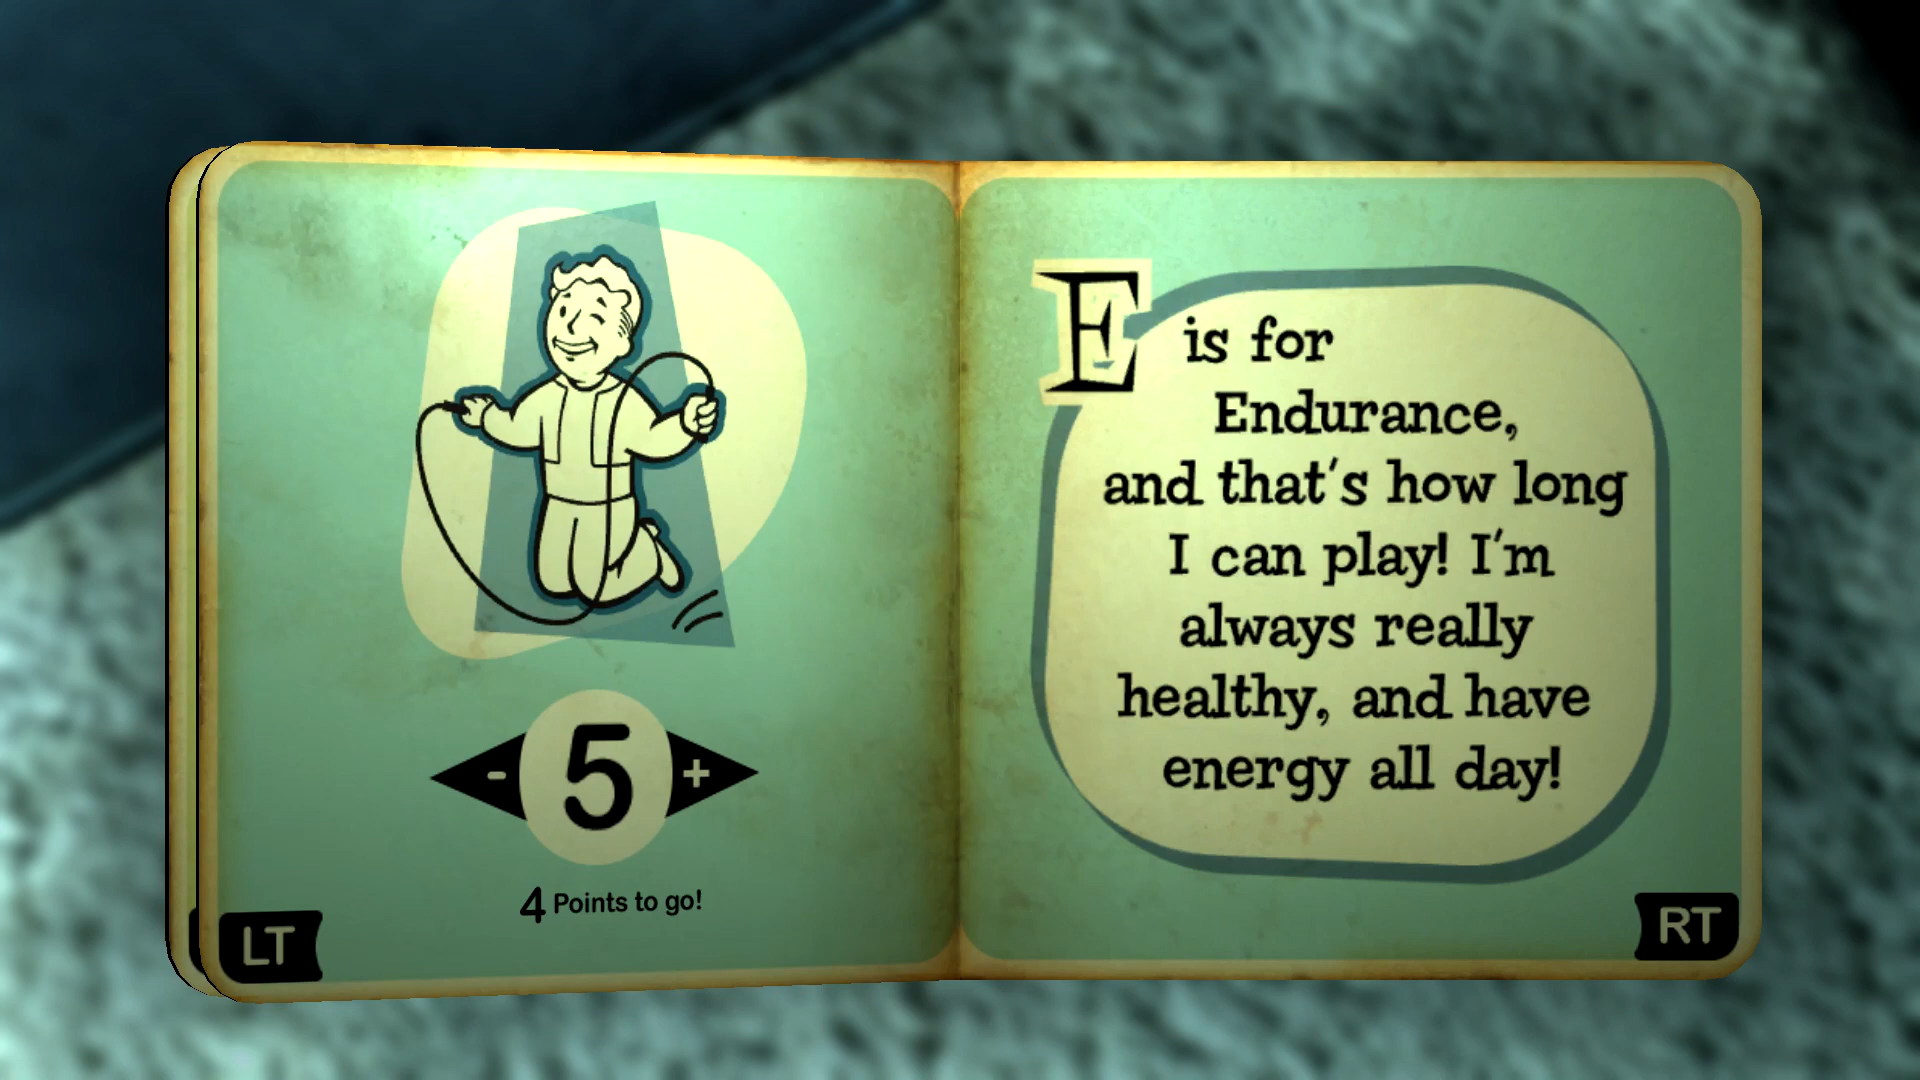 - 5 +
4 Points to go!
LT
E is for
Endurance,
and that's how long
I can play! I'm
always really
healthy, and have
energy all day!
RT